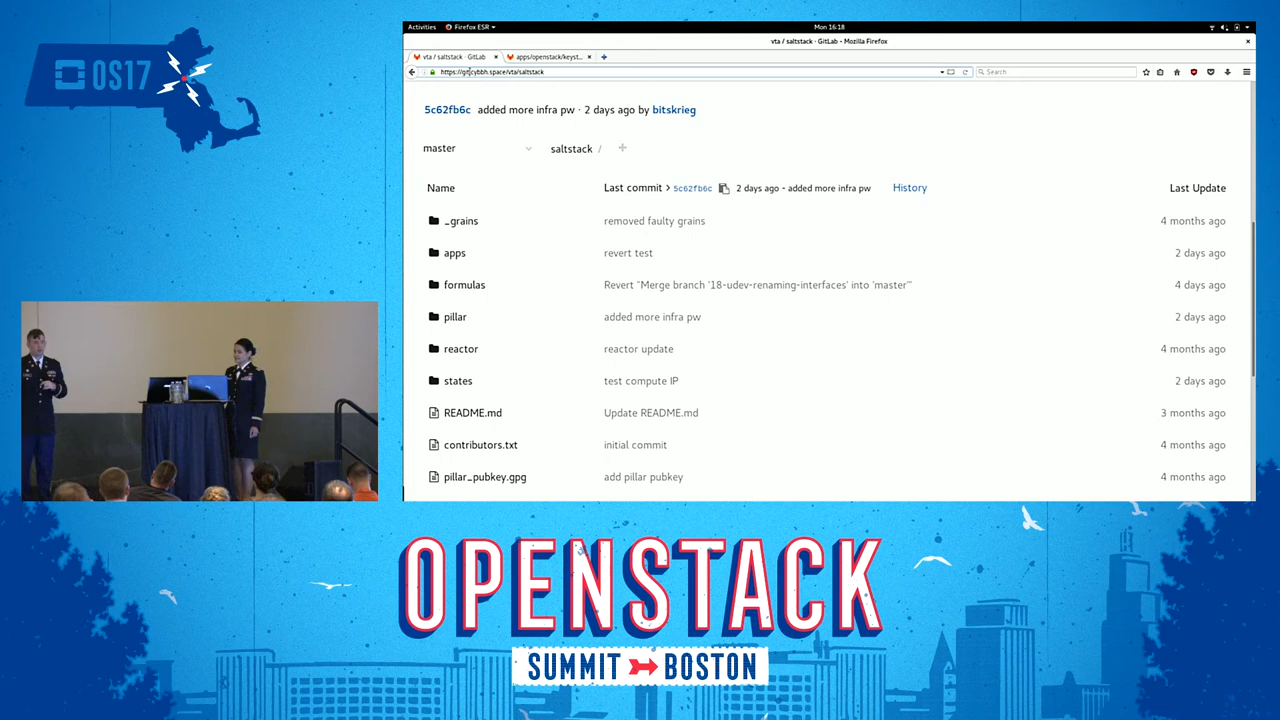 OS17
Activities Firefox ESR Mon 16:18
vta / saltstack · GitLab - Mozilla Firefox
vta / saltstack · GitLab × apps/openstack/keyst... ×
https://git.cybbh.space/vta/saltstack Search
5c62fb6c added more infra pw · 2 days ago by bitskrieg
master saltstack / +
Name Last commit > 5c62fb6c 2 days ago - added more infra pw History Last Update
_grains removed faulty grains 4 months ago
apps revert test 2 days ago
formulas Revert "Merge branch '18-udev-renaming-interfaces' into 'master'" 4 days ago
pillar added more infra pw 2 days ago
reactor reactor update 4 months ago
states test compute IP 2 days ago
README.md Update README.md 3 months ago
contributors.txt initial commit 4 months ago
pillar_pubkey.gpg add pillar pubkey 4 months ago
OPENSTACK
SUMMIT BOSTON